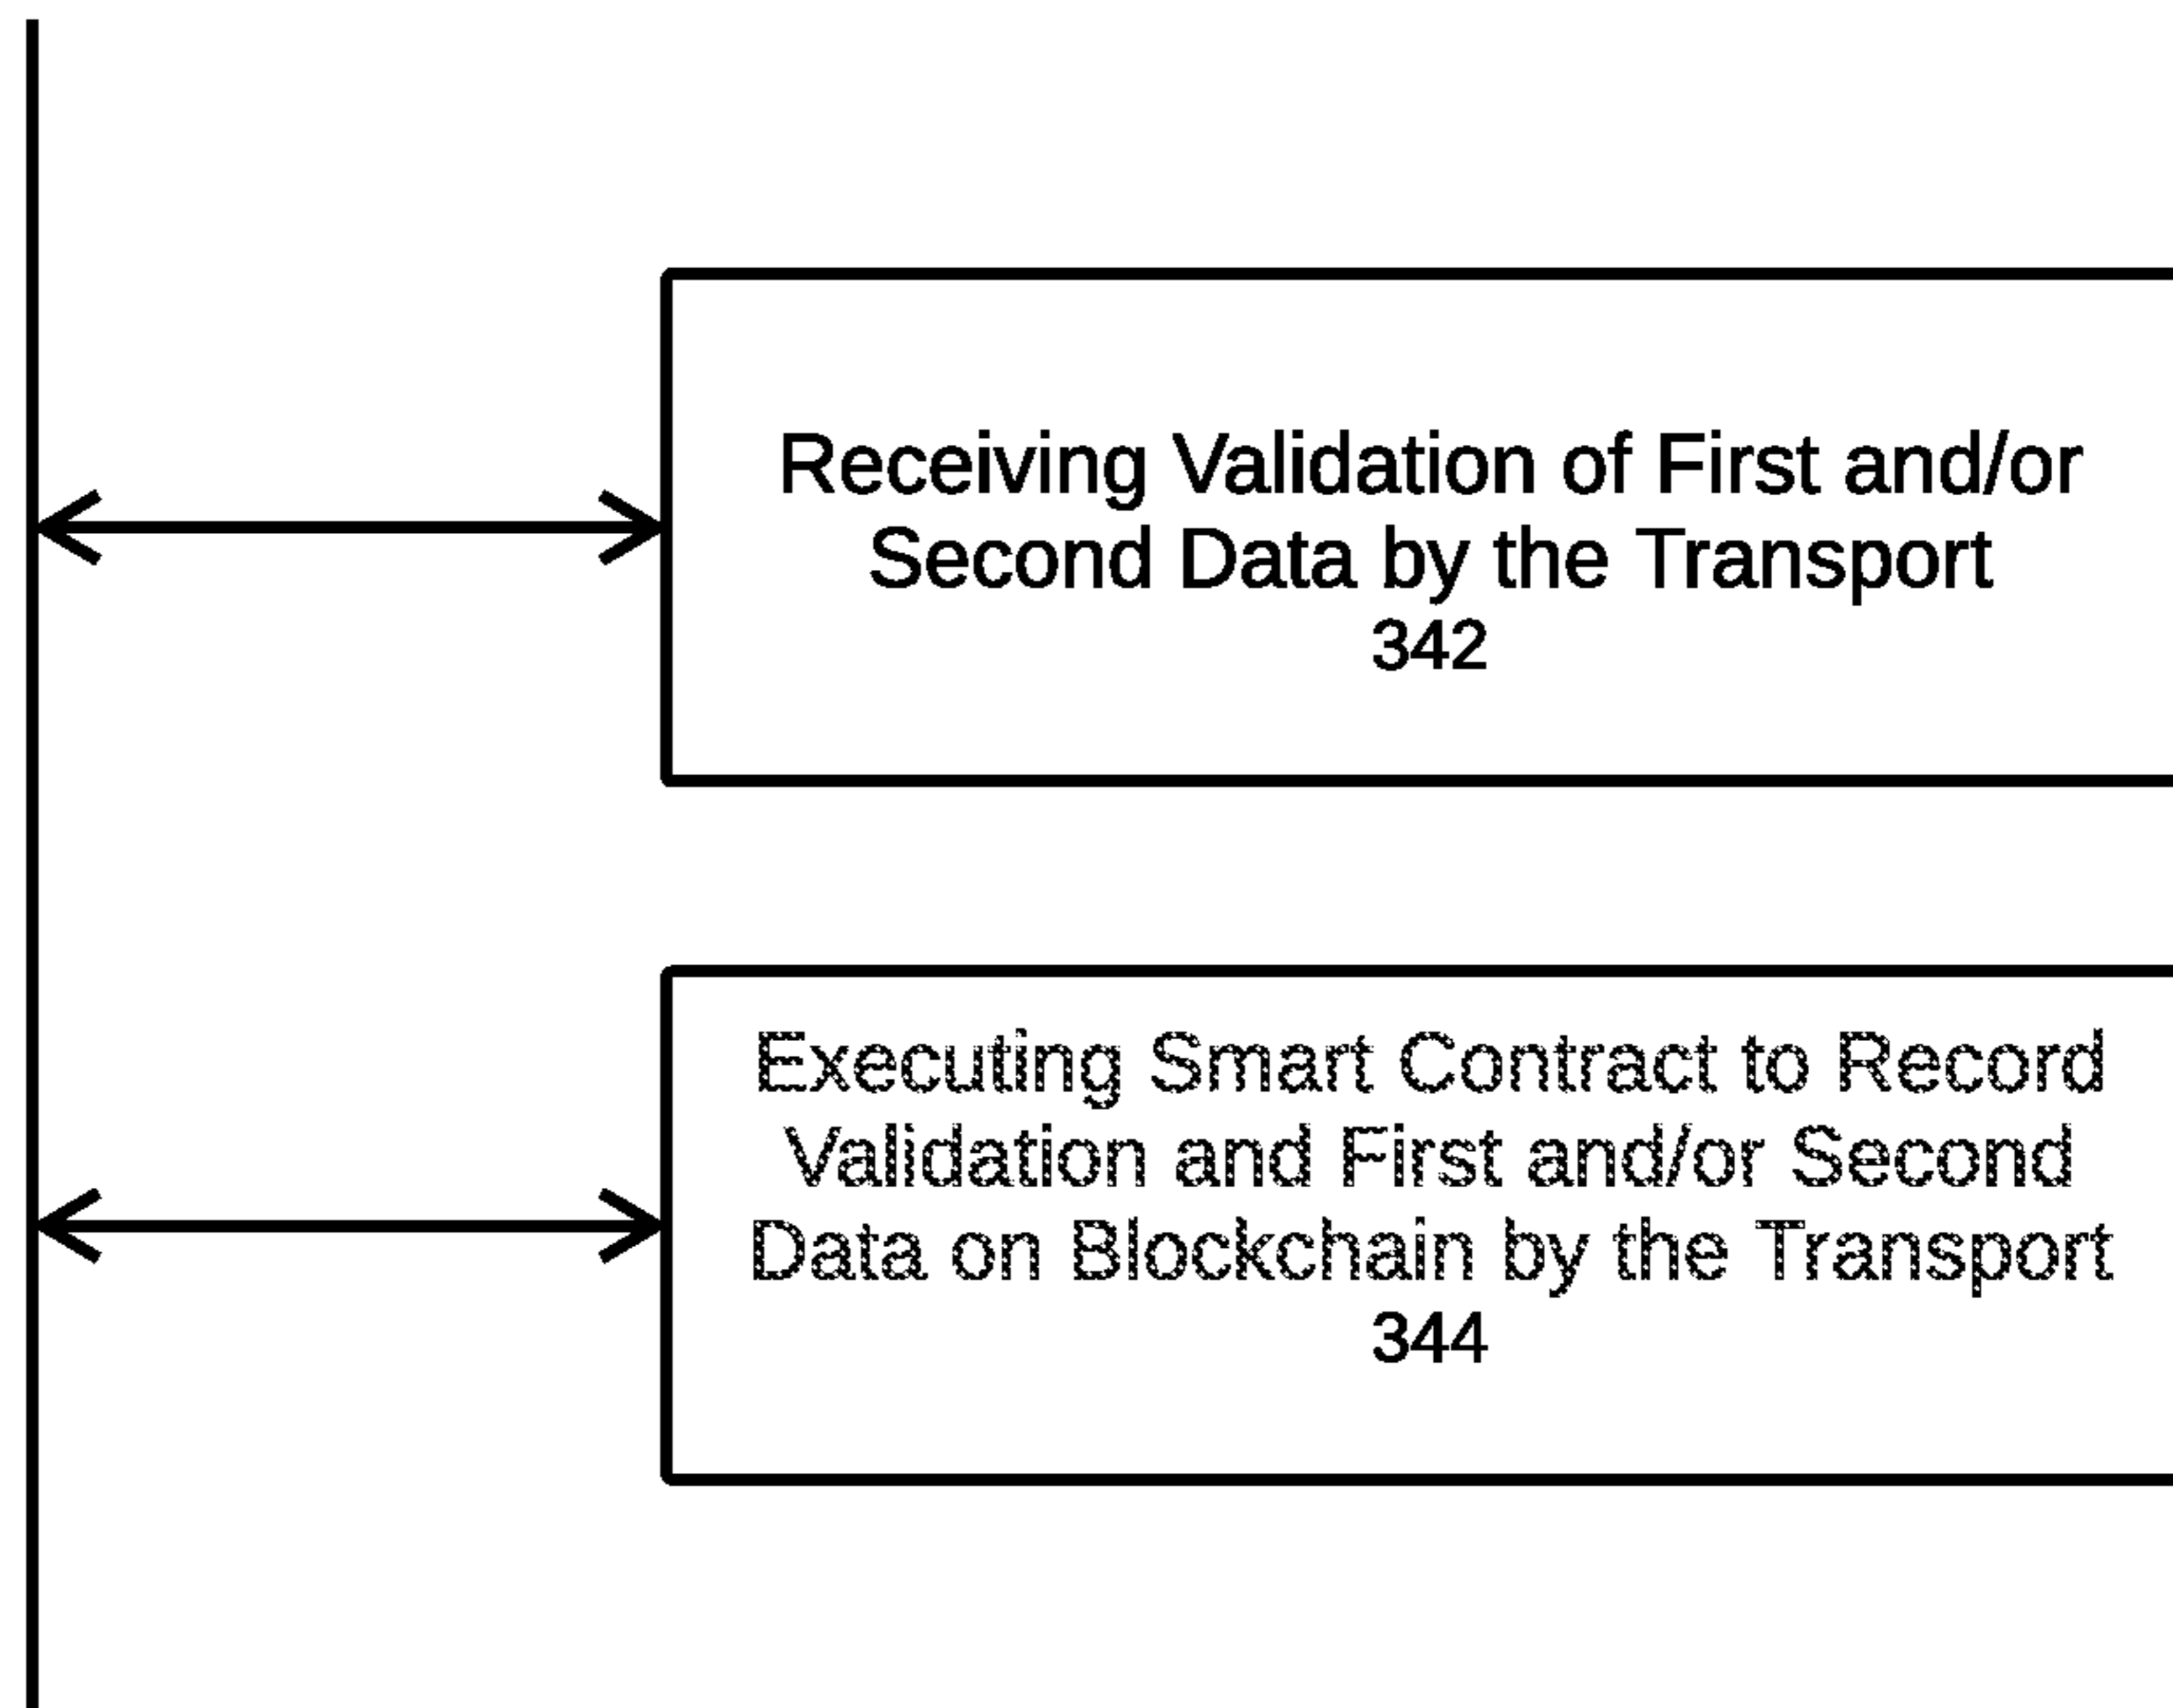 Receiving Validation of First and/or
Second Data by the Transport
342
Executing Smart Contract to Record
Validation and First and/or Second
Data on Blockchain by the Transport
344